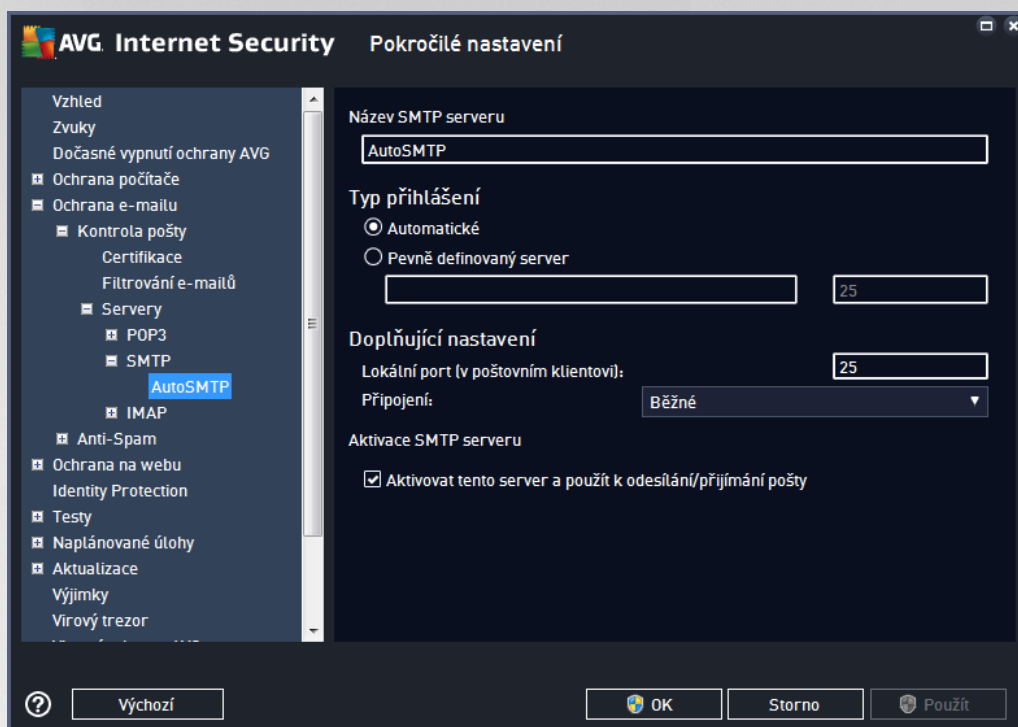 AVG. Internet Security Pokročilé nastavení
Vzhled
Zvuky
Dočasné vypnutí ochrany AVG
Ochrana počítače
Ochrana e-mailu
Kontrola pošty
Certifikace
Filtrování e-mailů
Servery
POP3
SMTP
AutoSMTP
IMAP
Anti-Spam
Ochrana na webu
Identity Protection
Testy
Naplánované úlohy
Aktualizace
Výjimky
Virový trezor
Název SMTP serveru
AutoSMTP
Typ přihlášení
Automatické
Pevně definovaný server
25
Doplňující nastavení
Lokální port (v poštovním klientovi): 25
Připojení: Běžné
Aktivace SMTP serveru
Aktivovat tento server a použít k odesílání/přijímání pošty
? Výchozí OK Storno Použít